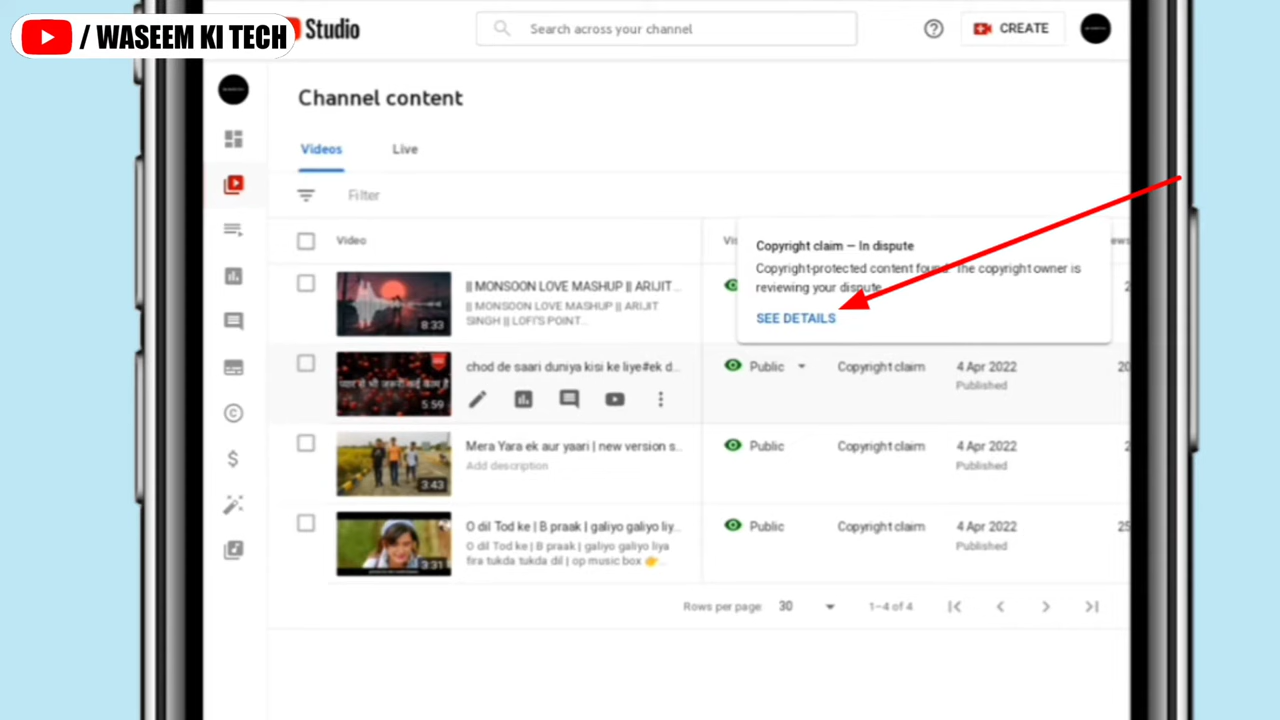 / WASEEM KI TECH
Studio
Search across your channel
CREATE
Channel content
Videos
Live
Filter
Video
Copyright claim – In dispute
Copyright-protected content found. The copyright owner is
reviewing your dispute.
SEE DETAILS
|| MONSOON LOVE MASHUP || ARIJIT...
|| MONSOON LOVE MASHUP || ARIJIT
SINGH || LOFI'S POINT...
8:33
chod de saari duniya kisi ke liye#ek d...
5:59
Public
Copyright claim
4 Apr 2022
Published
20
Mera Yara ek aur yaari | new version s...
Add description
3:43
Public
Copyright claim
4 Apr 2022
Published
2
O dil Tod ke | B praak | galiyo galiyo liy...
O dil Tod ke | B praak | galiyo galiyo liya
fira tukda tukda dil | op music box 👉...
3:31
Public
Copyright claim
4 Apr 2022
Published
25
Rows per page: 30
1–4 of 4